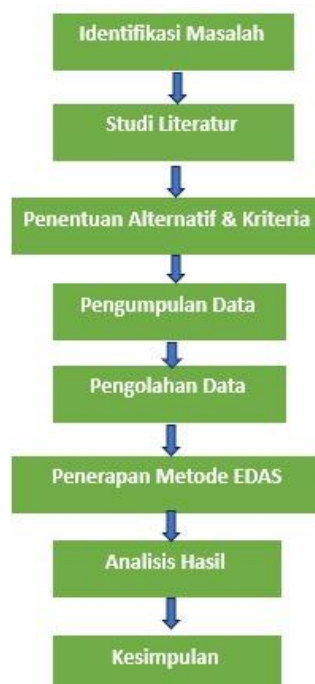 Identifikasi Masalah
Studi Literatur
Penentuan Alternatif & Kriteria
Pengumpulan Data
Pengolahan Data
Penerapan Metode EDAS
Analisis Hasil
Kesimpulan